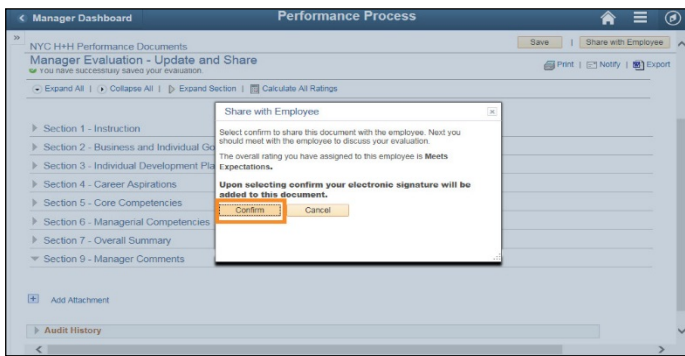 Manager Dashboard
Performance Process
NYC H+H Performance Documents
Save | Share with Employee
Manager Evaluation - Update and Share
Print | Notify | Export
You have successfully saved your evaluation.
Expand All | Collapse All | Expand Section | Calculate All Ratings
Share with Employee
Select confirm to share this document with the employee. Next you
should meet with the employee to discuss your evaluation.
The overall rating you have assigned to this employee is Meets
Expectations.
Upon selecting confirm your electronic signature will be
added to this document.
Confirm Cancel
Section 1 - Instruction
Section 2 - Business and Individual Go
Section 3 - Individual Development Pla
Section 4 - Career Aspirations
Section 5 - Core Competencies
Section 6 - Managerial Competencies
Section 7 - Overall Summary
Section 9 - Manager Comments
Add Attachment
Audit History